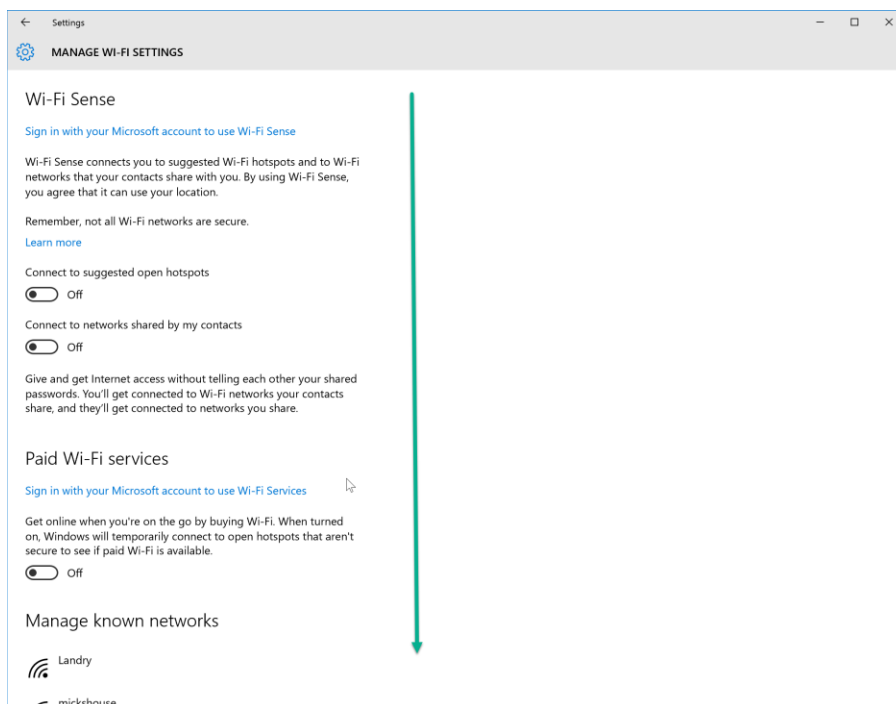 Settings
MANAGE WI-FI SETTINGS
Wi-Fi Sense
Sign in with your Microsoft account to use Wi-Fi Sense
Wi-Fi Sense connects you to suggested Wi-Fi hotspots and to Wi-Fi
networks that your contacts share with you. By using Wi-Fi Sense,
you agree that it can use your location.
Remember, not all Wi-Fi networks are secure.
Learn more
Connect to suggested open hotspots
Off
Connect to networks shared by my contacts
Off
Give and get Internet access without telling each other your shared
passwords. You'll get connected to Wi-Fi networks your contacts
share, and they'll get connected to networks you share.
Paid Wi-Fi services
Sign in with your Microsoft account to use Wi-Fi Services
Get online when you're on the go by buying Wi-Fi. When turned
on, Windows will temporarily connect to open hotspots that aren't
secure to see if paid Wi-Fi is available.
Off
Manage known networks
Landry
mickshouse